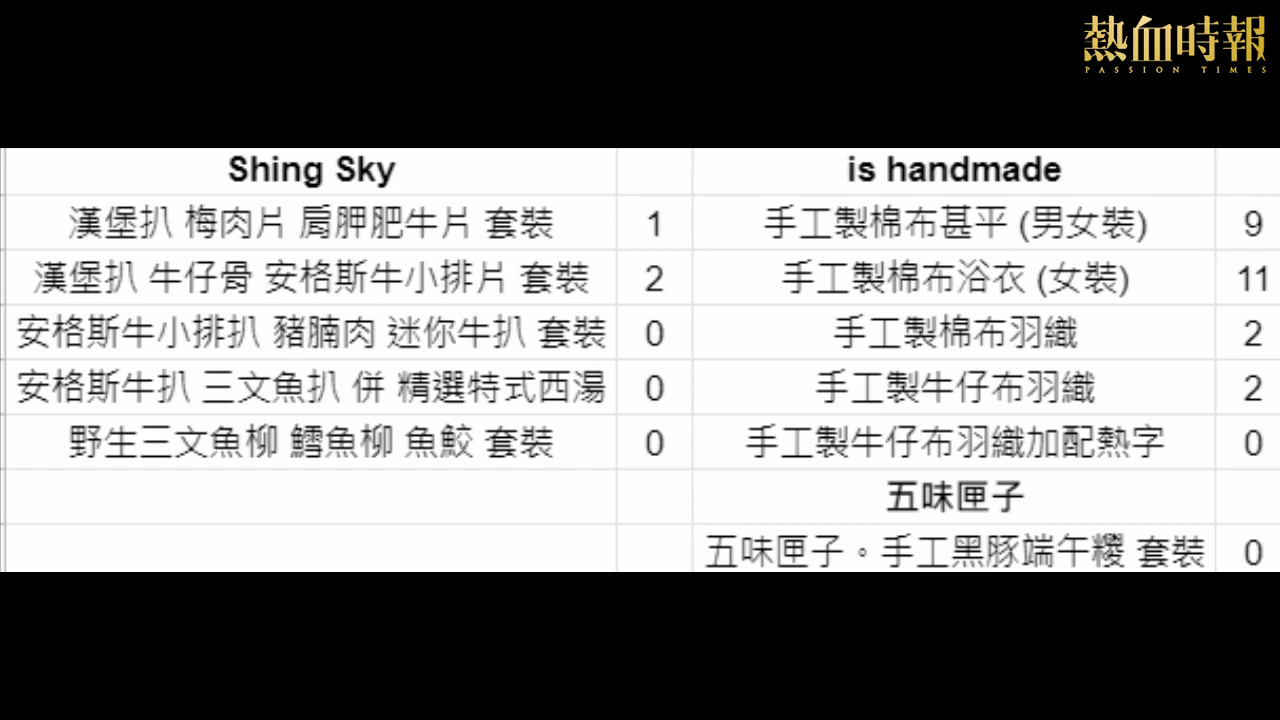 熱血時報
PASSION TIMES
Shing Sky is handmade
漢堡扒 梅肉片 肩胛肥牛片 套裝 1 手工製棉布甚平 (男女裝) 9
漢堡扒 牛仔骨 安格斯牛小排片 套裝 2 手工製棉布浴衣 (女裝) 11
安格斯牛小排扒 豬腩肉 迷你牛扒 套裝 0 手工製棉布羽織 2
安格斯牛扒 三文魚扒 併 精選特式西湯 0 手工製牛仔布羽織 2
野生三文魚柳 鱈魚柳 魚鮫 套裝 0 手工製牛仔布羽織加配熱字 0
五味匣子
五味匣子。手工黑豚端午糉 套裝 0